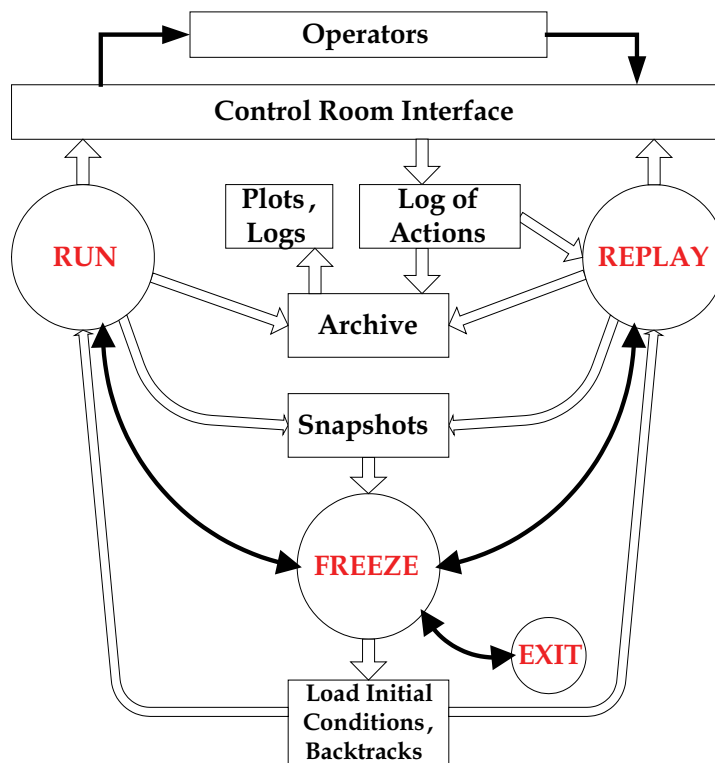 Operators
Control Room Interface
Plots,
Logs
Log of
Actions
RUN
REPLAY
Archive
Snapshots
FREEZE
EXIT
Load Initial
Conditions,
Backtracks